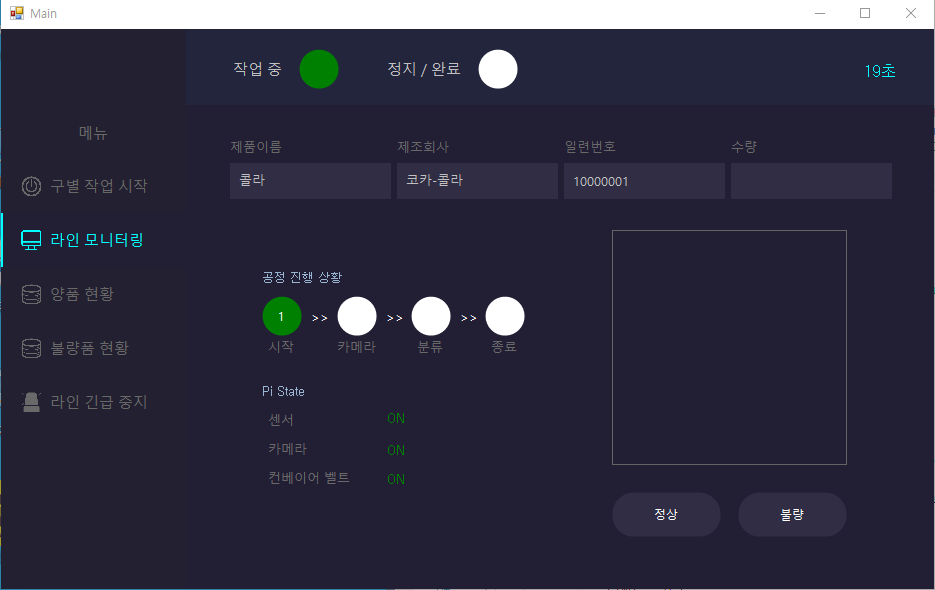 Main
작업 중
정지 / 완료
19초
메뉴
구별 작업 시작
라인 모니터링
양품 현황
불량품 현황
라인 긴급 중지
제품이름
제조회사
일련번호
수량
콜라
코카-콜라
10000001
공정 진행 상황
1 >> >> >>
시작
카메라
분류
종료
Pi State
센서 ON
카메라 ON
컨베이어 벨트 ON
정상
불량